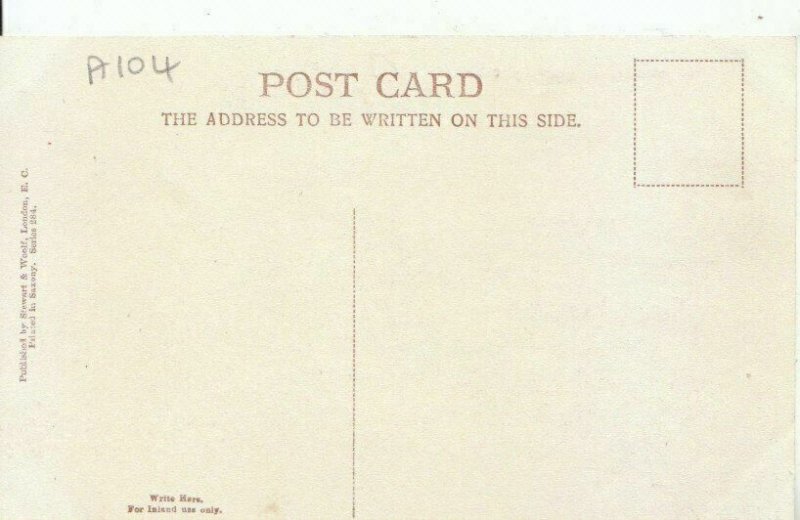 A104
POST CARD
THE ADDRESS TO BE WRITTEN ON THIS SIDE.
Published by Stewart & Woolf, London, E. C.
Printed in Saxony. Series 284.
Write Here.
For Inland use only.